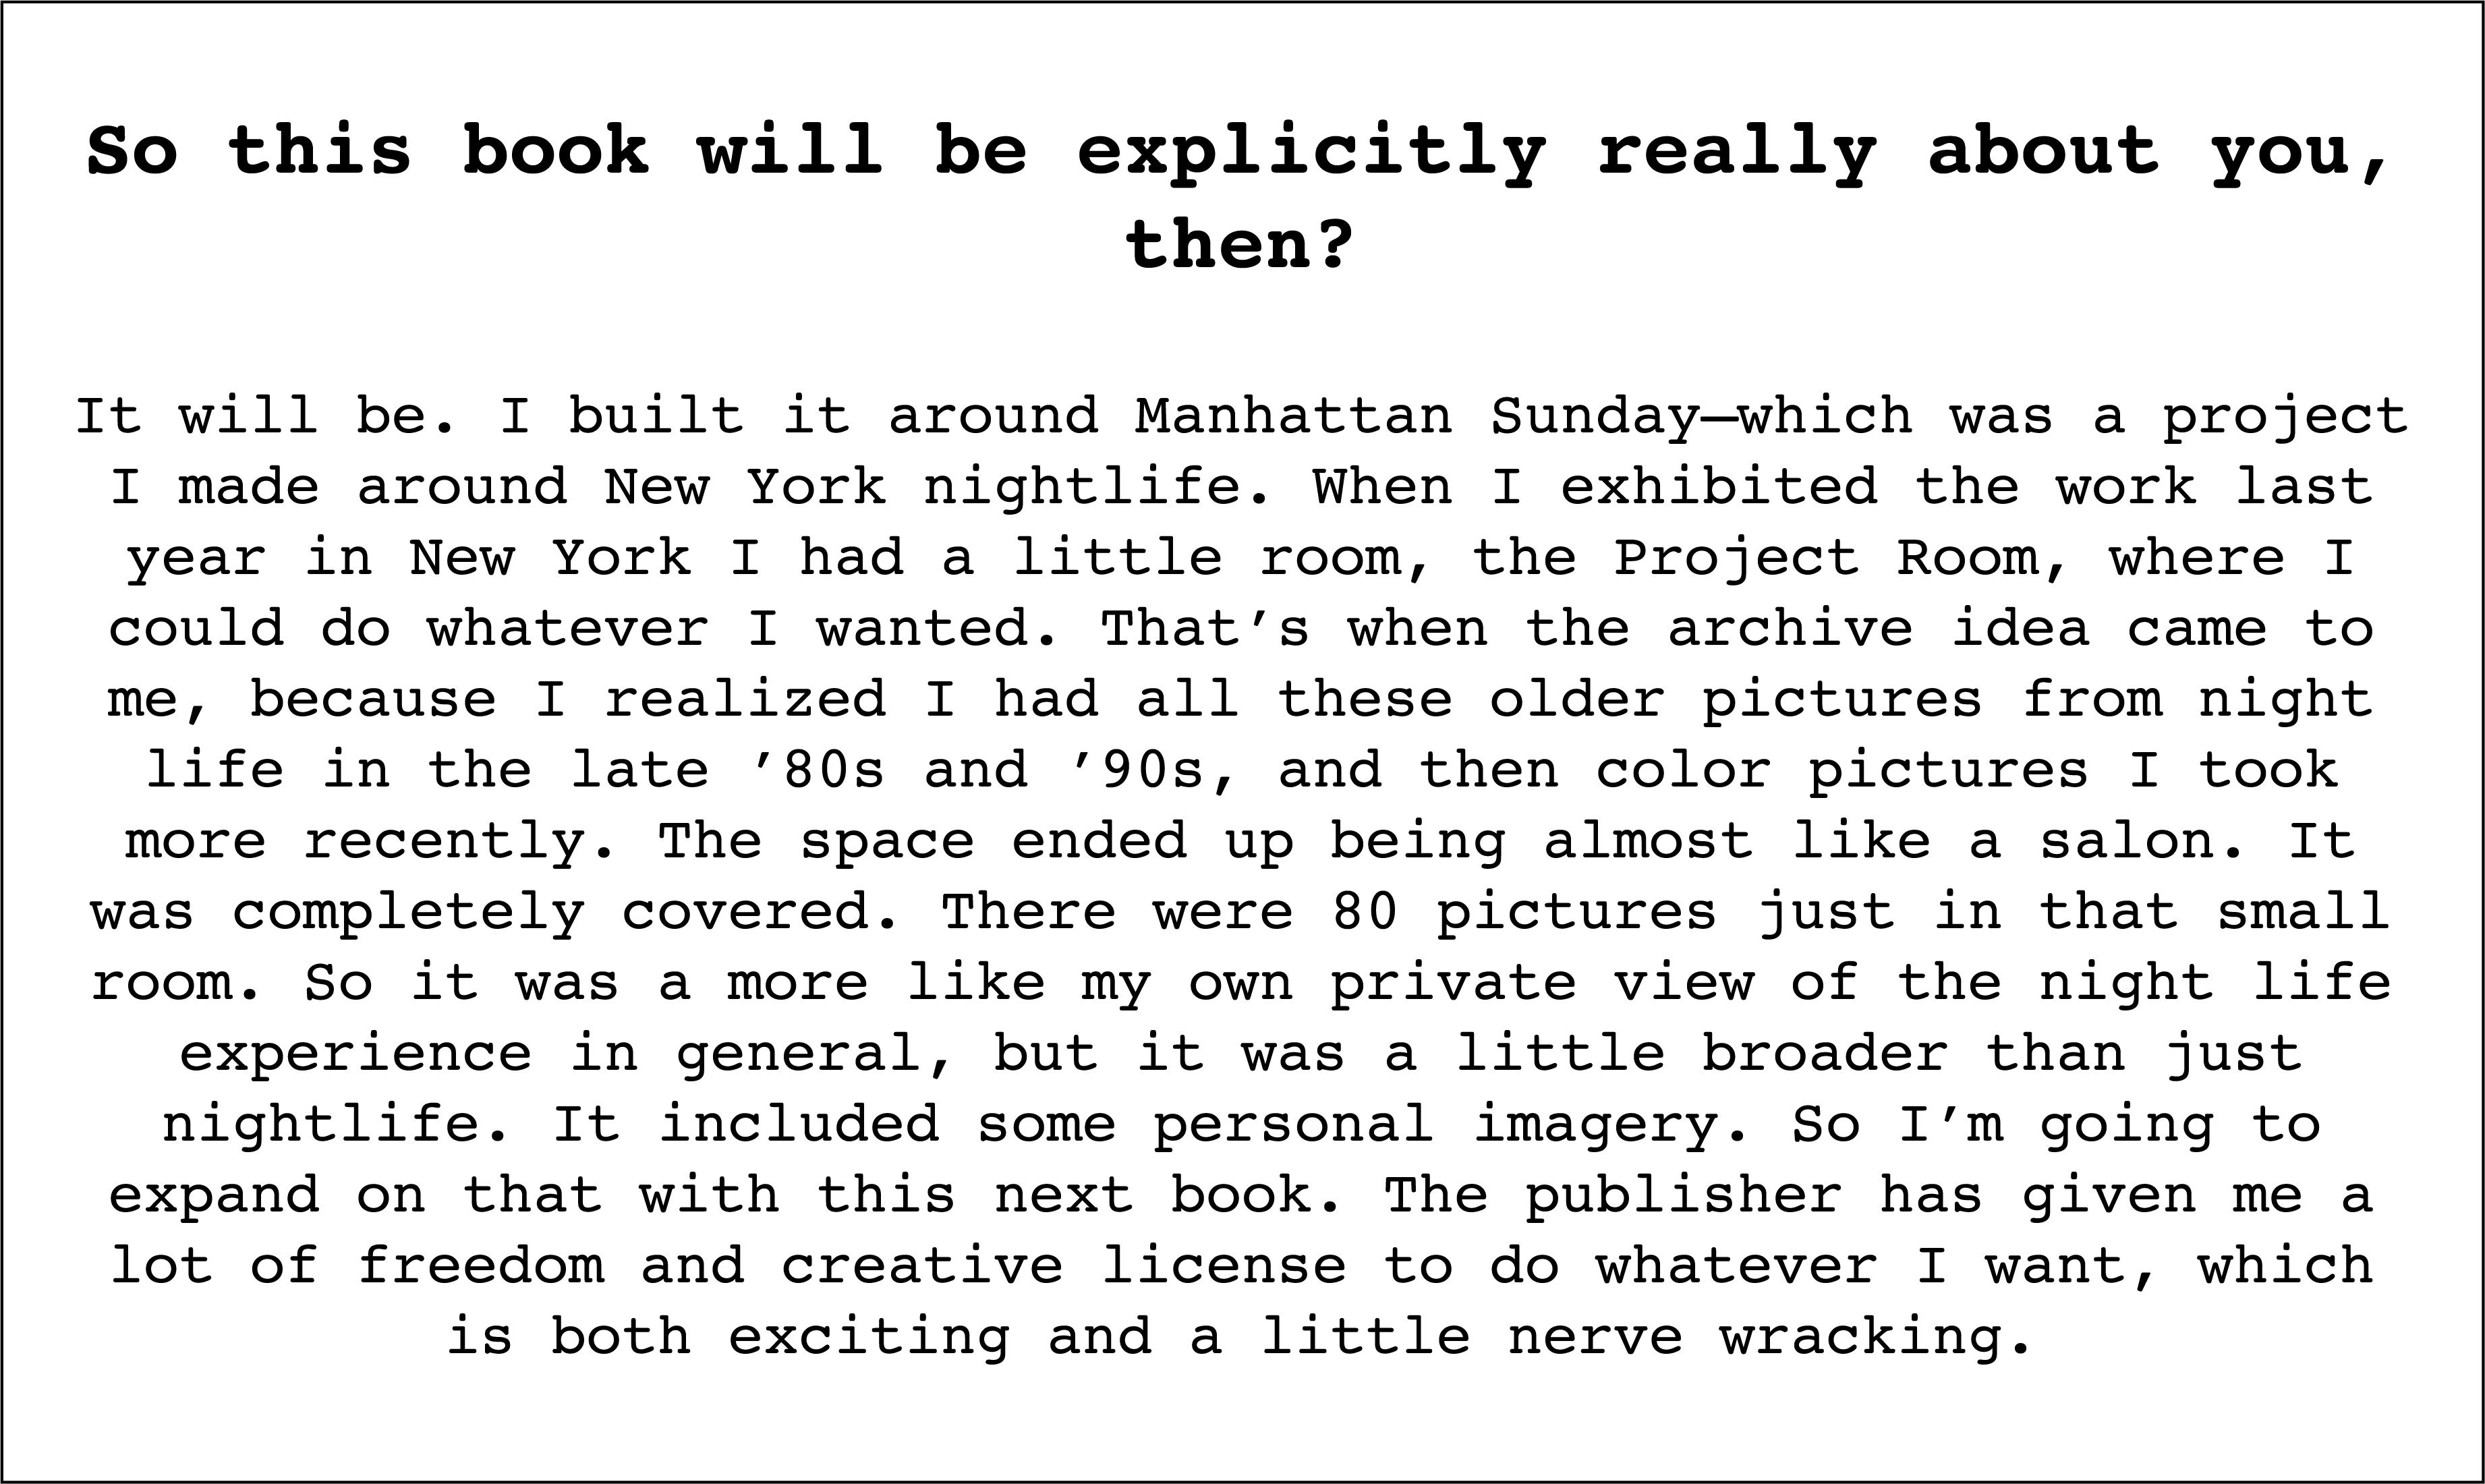 So this book will be explicitly really about you,
then?
It will be. I built it around Manhattan Sunday—which was a project
I made around New York nightlife. When I exhibited the work last
year in New York I had a little room, the Project Room, where I
could do whatever I wanted. That’s when the archive idea came to
me, because I realized I had all these older pictures from night
life in the late ’80s and ’90s, and then color pictures I took
more recently. The space ended up being almost like a salon. It
was completely covered. There were 80 pictures just in that small
room. So it was a more like my own private view of the night life
experience in general, but it was a little broader than just
nightlife. It included some personal imagery. So I’m going to
expand on that with this next book. The publisher has given me a
lot of freedom and creative license to do whatever I want, which
is both exciting and a little nerve wracking.